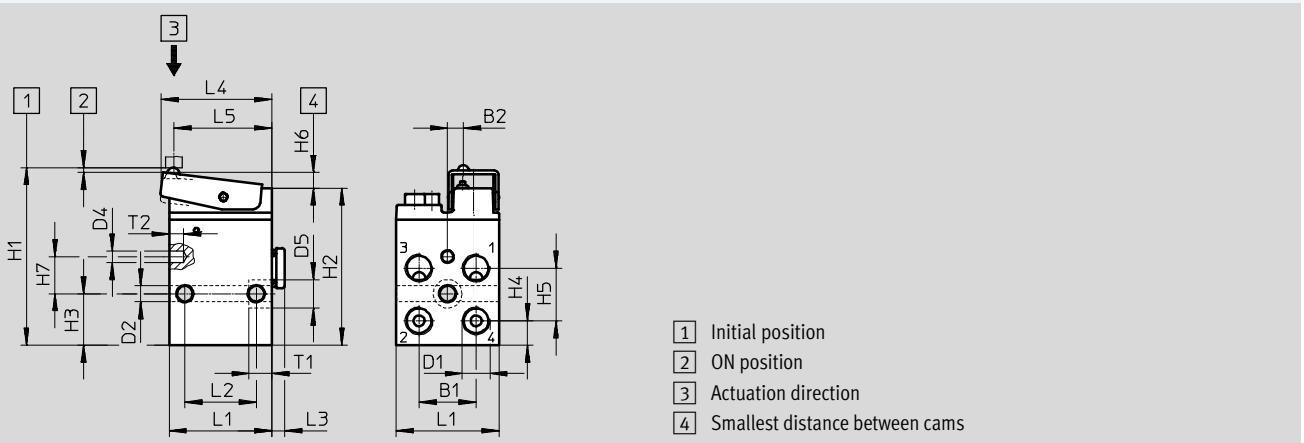 3
L4
1
2
4
L5
B2
H6
D4
T2
D5
3
1
H1
H7
H2
H4
H5
H3
D2
2
4
T1
D1
L2
B1
L1
L3
L1
1 Initial position
2 ON position
3 Actuation direction
4 Smallest distance between cams